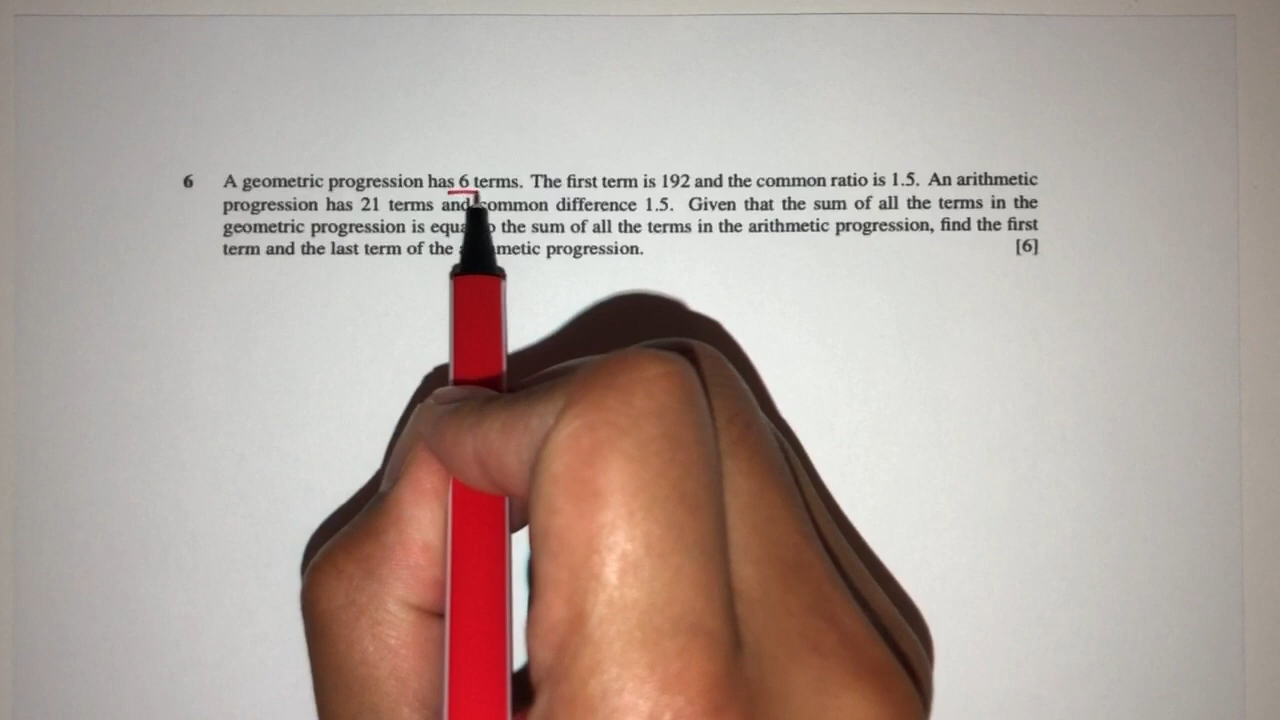 6 A geometric progression has 6 terms. The first term is 192 and the common ratio is 1.5. An arithmetic
progression has 21 terms and common difference 1.5. Given that the sum of all the terms in the
geometric progression is equa the sum of all the terms in the arithmetic progression, find the first
term and the last term of the metic progression. [6]